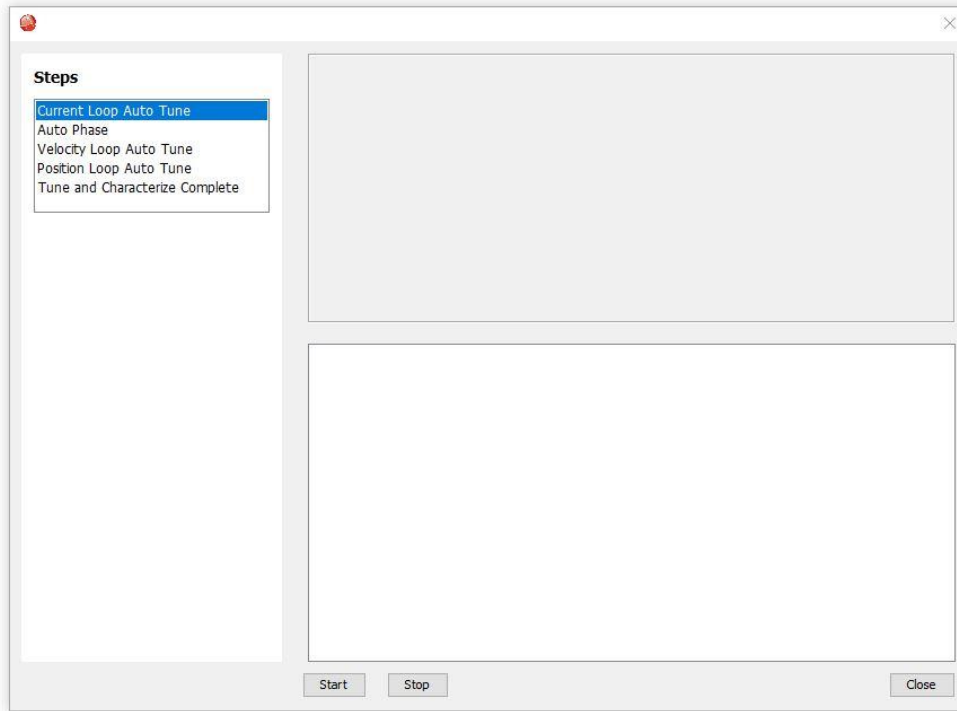 Steps
Current Loop Auto Tune
Auto Phase
Velocity Loop Auto Tune
Position Loop Auto Tune
Tune and Characterize Complete
Start Stop Close